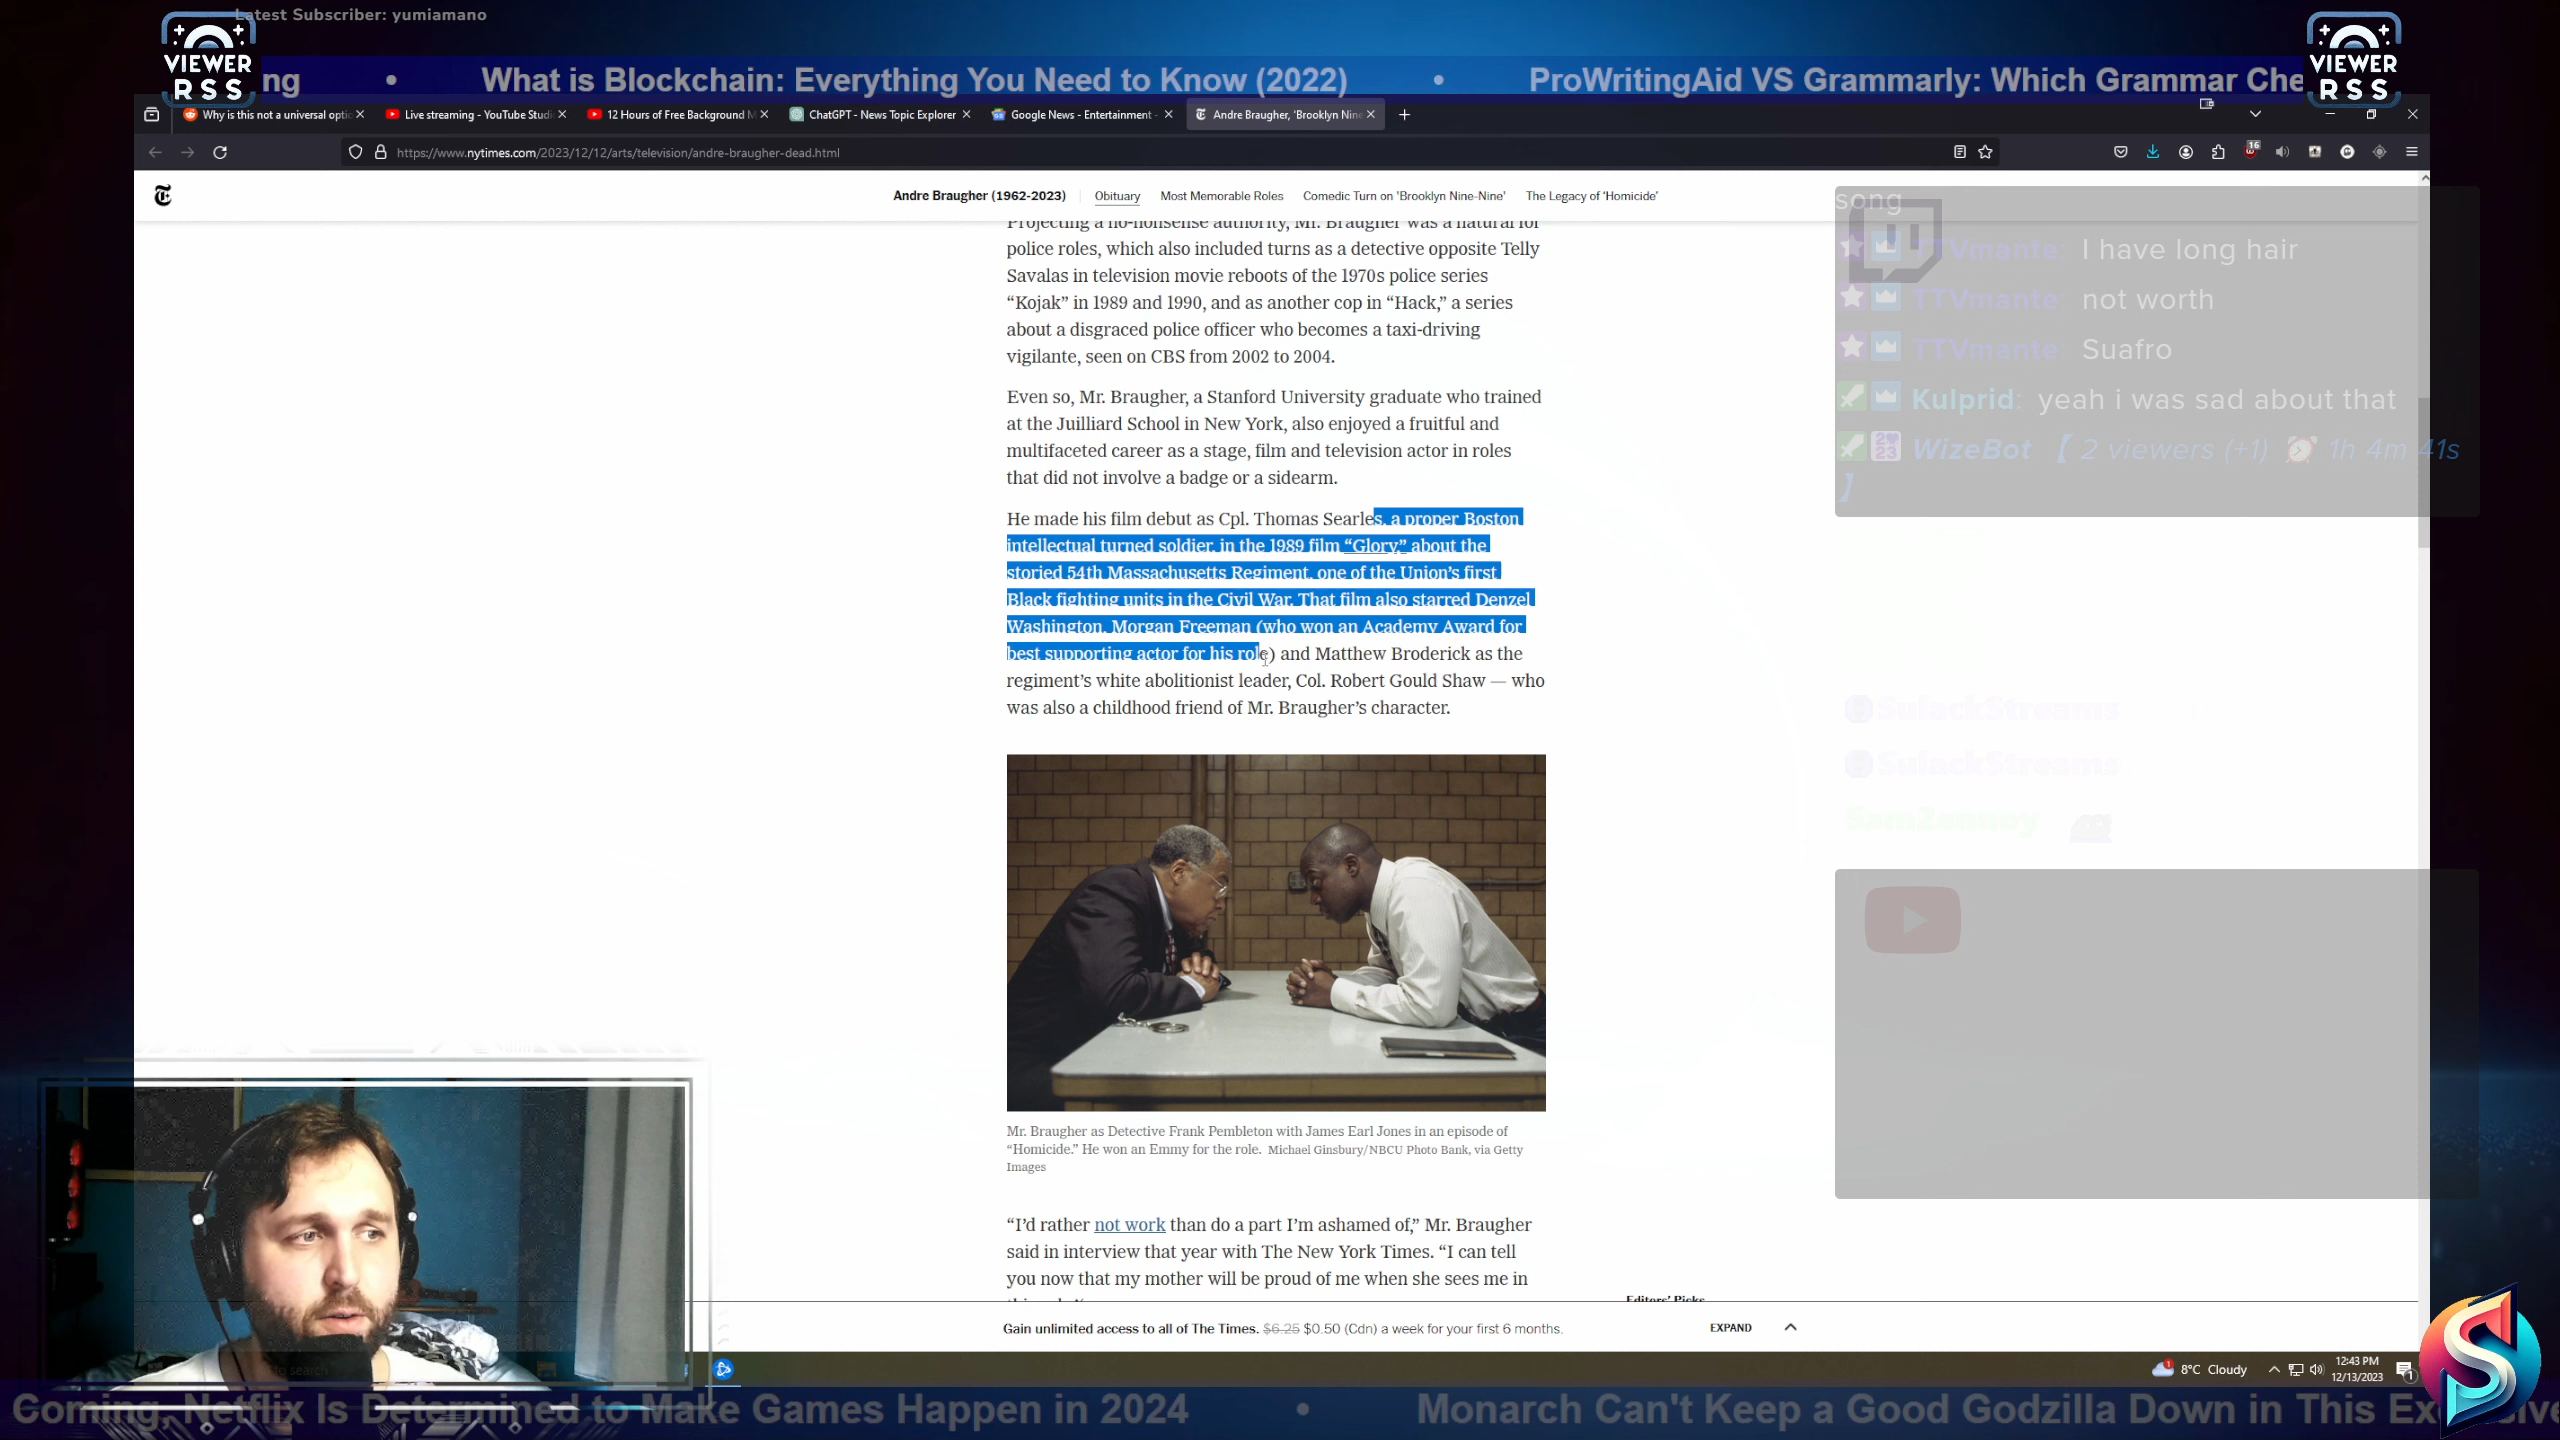 Latest Subscriber: yumiamano
VIEWER
RSS
ng • What is Blockchain: Everything You Need to Know (2022) • ProWritingAid VS Grammarly: Which Grammar Che
VIEWER
RSS
Why is this not a universal optio
Live streaming - YouTube Studi
12 Hours of Free Background M
ChatGPT - News Topic Explorer
Google News - Entertainment -
Andre Braugher, 'Brooklyn Nine
https://www.nytimes.com/2023/12/12/arts/television/andre-braugher-dead.html
16
Andre Braugher (1962-2023)
Obituary
Most Memorable Roles
Comedic Turn on 'Brooklyn Nine-Nine'
The Legacy of 'Homicide'
Projecting a no-nonsense authority, Mr. Braugher was a natural for
police roles, which also included turns as a detective opposite Telly
Savalas in television movie reboots of the 1970s police series
“Kojak” in 1989 and 1990, and as another cop in “Hack,” a series
about a disgraced police officer who becomes a taxi-driving
vigilante, seen on CBS from 2002 to 2004.
Even so, Mr. Braugher, a Stanford University graduate who trained
at the Juilliard School in New York, also enjoyed a fruitful and
multifaceted career as a stage, film and television actor in roles
that did not involve a badge or a sidearm.
He made his film debut as Cpl. Thomas Searles, a proper Boston
intellectual turned soldier, in the 1989 film “Glory,” about the
storied 54th Massachusetts Regiment, one of the Union’s first
Black fighting units in the Civil War. That film also starred Denzel
Washington, Morgan Freeman (who won an Academy Award for
best supporting actor for his role) and Matthew Broderick as the
regiment’s white abolitionist leader, Col. Robert Gould Shaw — who
was also a childhood friend of Mr. Braugher’s character.
Mr. Braugher as Detective Frank Pembleton with James Earl Jones in an episode of
“Homicide.” He won an Emmy for the role. Michael Ginsbury/NBCU Photo Bank, via Getty
Images
“I’d rather not work than do a part I’m ashamed of,” Mr. Braugher
said in interview that year with The New York Times. “I can tell
you now that my mother will be proud of me when she sees me in
Editors’ Picks
Gain unlimited access to all of The Times. $6.25 $0.50 (Cdn) a week for your first 6 months.
EXPAND
song
TTVmante: I have long hair
TTVmante: not worth
TTVmante: Suafro
Kulprid: yeah i was sad about that
WizeBot 【 2 viewers (+1) ⏰ 1h 4m 41s
】
SulackStreams
SulackStreams
search
8°C Cloudy
12:43 PM
12/13/2023
Coming, Netflix Is Determined to Make Games Happen in 2024 • Monarch Can't Keep a Good Godzilla Down in This Ex